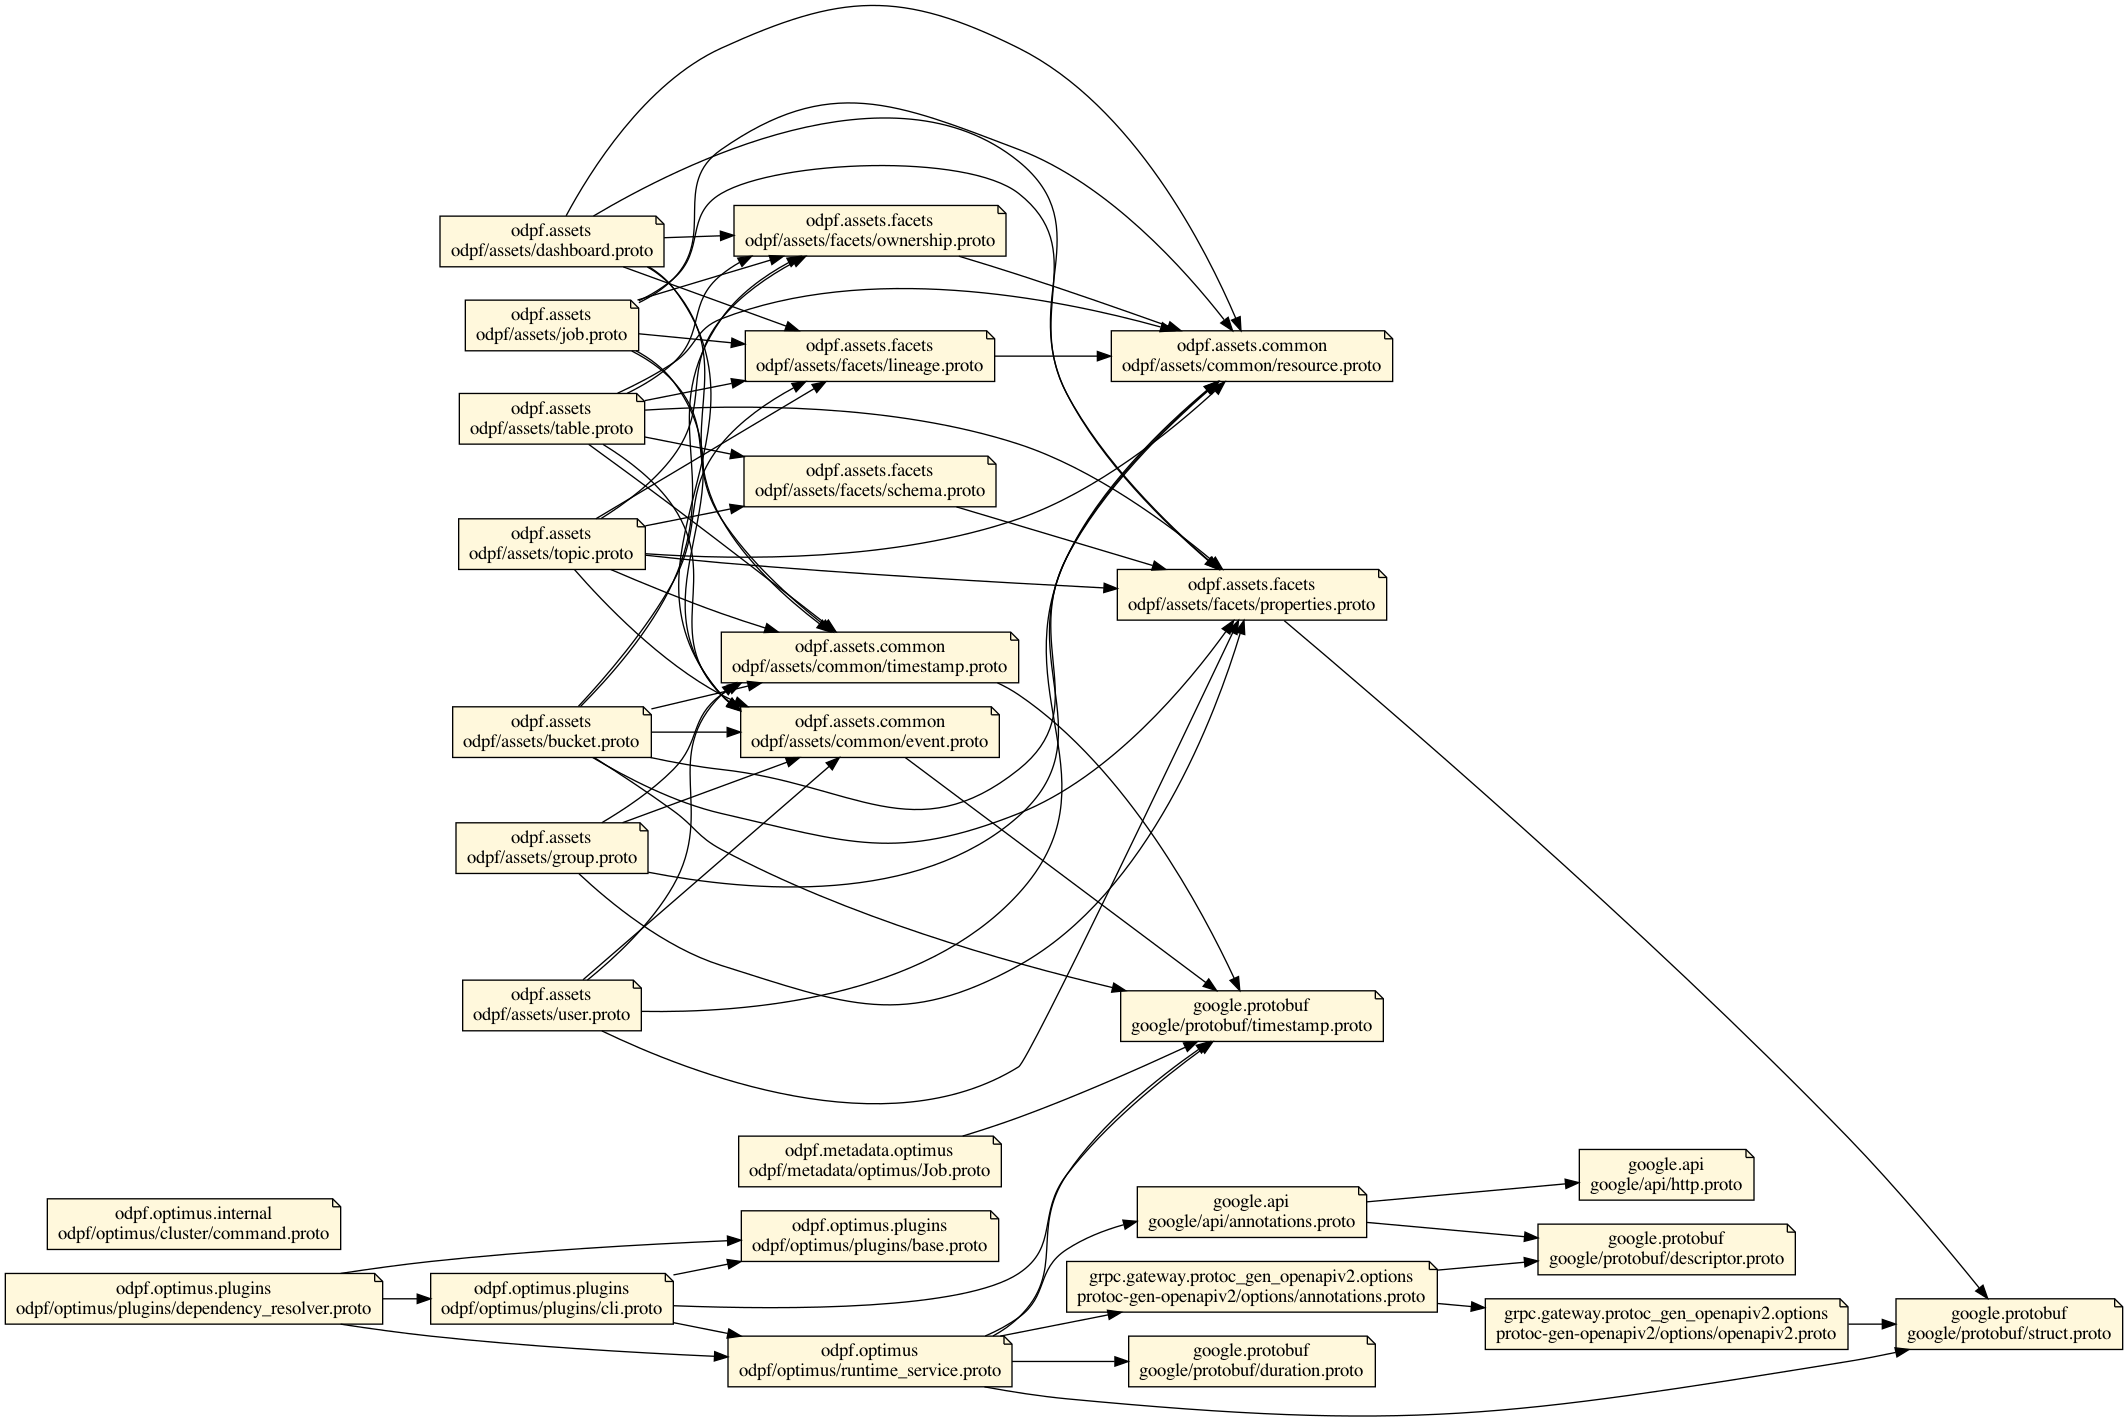 odpf.assets
odpf/assets/dashboard.proto
odpf.assets
odpf/assets/job.proto
odpf.assets
odpf/assets/table.proto
odpf.assets
odpf/assets/topic.proto
odpf.assets
odpf/assets/bucket.proto
odpf.assets
odpf/assets/group.proto
odpf.assets
odpf/assets/user.proto
odpf.assets.facets
odpf/assets/facets/ownership.proto
odpf.assets.facets
odpf/assets/facets/lineage.proto
odpf.assets.facets
odpf/assets/facets/schema.proto
odpf.assets.common
odpf/assets/common/timestamp.proto
odpf.assets.common
odpf/assets/common/event.proto
odpf.assets.common
odpf/assets/common/resource.proto
odpf.assets.facets
odpf/assets/facets/properties.proto
google.protobuf
google/protobuf/timestamp.proto
odpf.metadata.optimus
odpf/metadata/optimus/Job.proto
odpf.optimus.internal
odpf/optimus/cluster/command.proto
odpf.optimus.plugins
odpf/optimus/plugins/dependency_resolver.proto
odpf.optimus.plugins
odpf/optimus/plugins/cli.proto
odpf.optimus.plugins
odpf/optimus/plugins/base.proto
odpf.optimus
odpf/optimus/runtime_service.proto
google.api
google/api/annotations.proto
grpc.gateway.protoc_gen_openapiv2.options
protoc-gen-openapiv2/options/annotations.proto
google.protobuf
google/protobuf/duration.proto
google.api
google/api/http.proto
google.protobuf
google/protobuf/descriptor.proto
grpc.gateway.protoc_gen_openapiv2.options
protoc-gen-openapiv2/options/openapiv2.proto
google.protobuf
google/protobuf/struct.proto